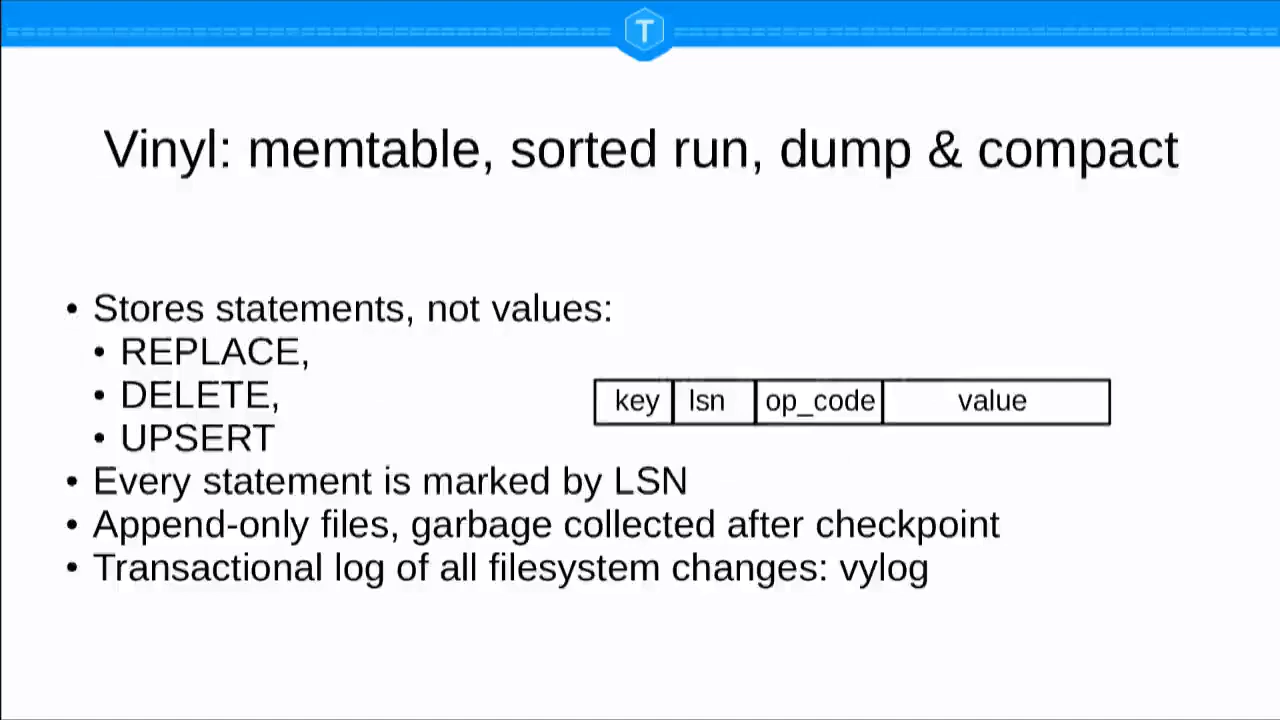 T
Vinyl: memtable, sorted run, dump & compact
• Stores statements, not values:
• REPLACE,
• DELETE,
• UPSERT
key lsn op_code value
• Every statement is marked by LSN
• Append-only files, garbage collected after checkpoint
• Transactional log of all filesystem changes: vylog